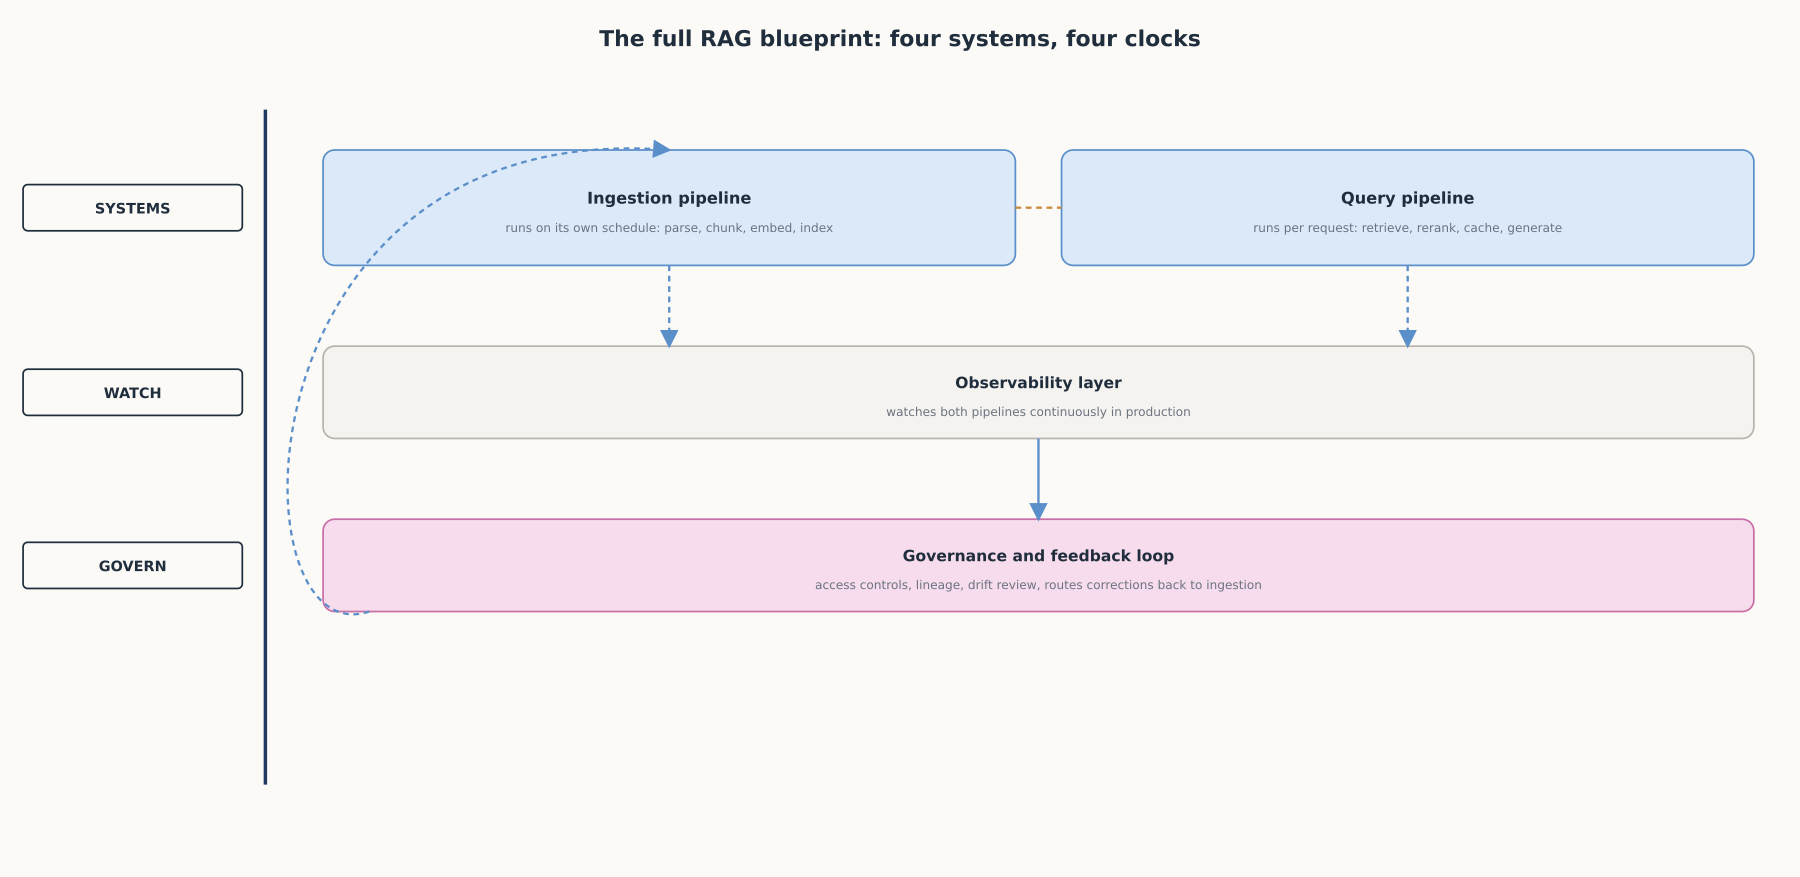 The full RAG blueprint: four systems, four clocks
SYSTEMS
Ingestion pipeline
runs on its own schedule: parse, chunk, embed, index
Query pipeline
runs per request: retrieve, rerank, cache, generate
WATCH
Observability layer
watches both pipelines continuously in production
GOVERN
Governance and feedback loop
access controls, lineage, drift review, routes corrections back to ingestion